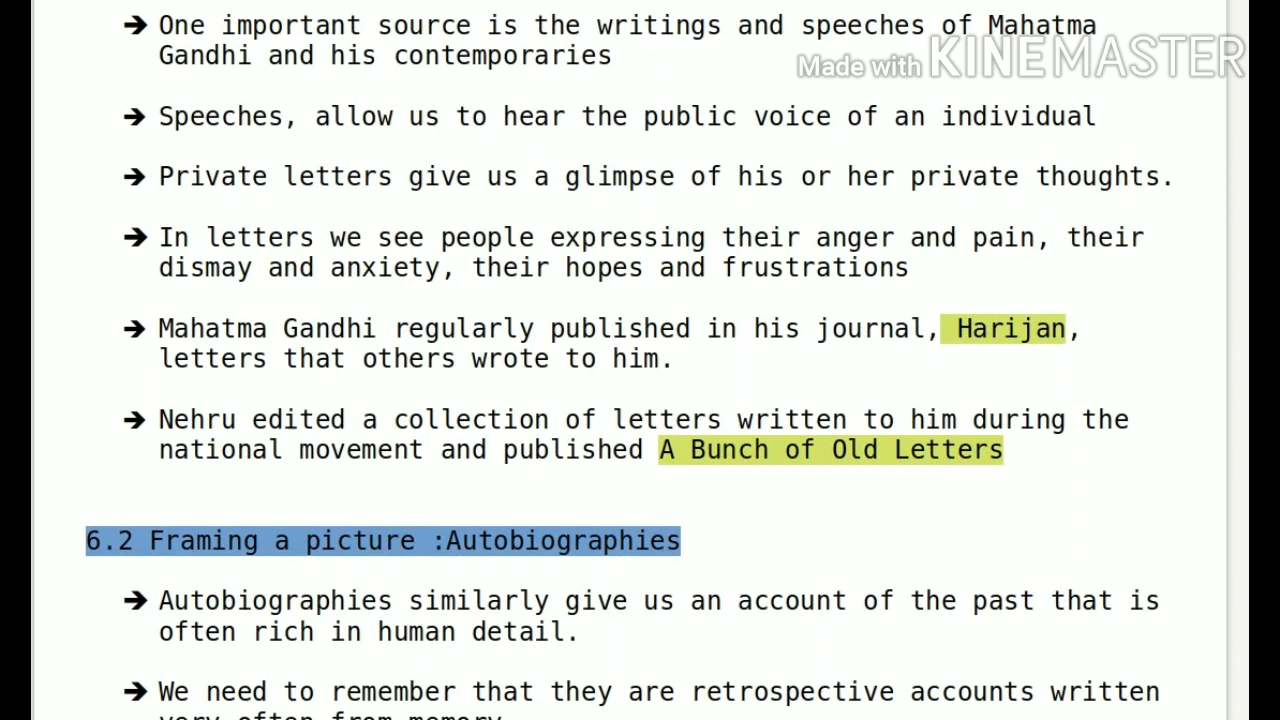 ➔ One important source is the writings and speeches of Mahatma
Gandhi and his contemporaries
Made with KINEMASTER
➔ Speeches, allow us to hear the public voice of an individual
➔ Private letters give us a glimpse of his or her private thoughts.
➔ In letters we see people expressing their anger and pain, their
dismay and anxiety, their hopes and frustrations
➔ Mahatma Gandhi regularly published in his journal, Harijan,
letters that others wrote to him.
➔ Nehru edited a collection of letters written to him during the
national movement and published A Bunch of Old Letters
6.2 Framing a picture :Autobiographies
➔ Autobiographies similarly give us an account of the past that is
often rich in human detail.
➔ We need to remember that they are retrospective accounts written
very often from memory